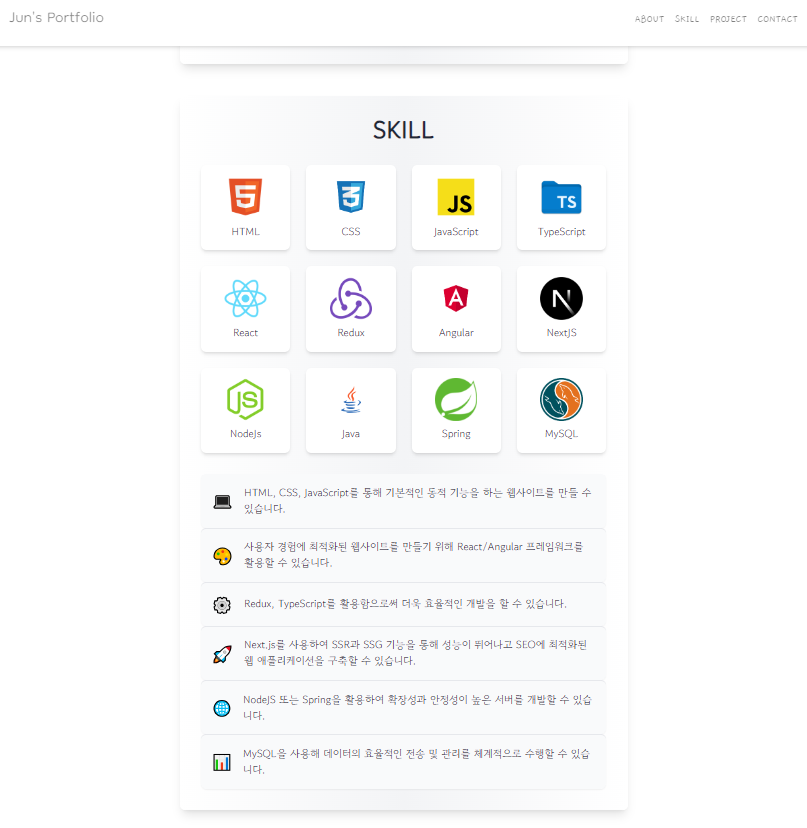 Jun's Portfolio
ABOUT SKILL PROJECT CONTACT
SKILL
5
3
JS
TS
HTML
CSS
JavaScript
TypeScript
A
N
React
Redux
Angular
NextJS
JS
NodeJs
Java
Spring
MySQL
HTML, CSS, JavaScript를 통해 기본적인 동적 기능을 하는 웹사이트를 만들 수
있습니다.
사용자 경험에 최적화된 웹사이트를 만들기 위해 React/Angular 프레임워크를
활용할 수 있습니다.
Redux, TypeScript를 활용함으로써 더욱 효율적인 개발을 할 수 있습니다.
Next.js를 사용하여 SSR과 SSG 기능을 통해 성능이 뛰어나고 SEO에 최적화된
웹 애플리케이션을 구축할 수 있습니다.
NodeJS 또는 Spring을 활용하여 확장성과 안정성이 높은 서버를 개발할 수 있습
니다.
MySQL을 사용해 데이터의 효율적인 전송 및 관리를 체계적으로 수행할 수 있습
니다.